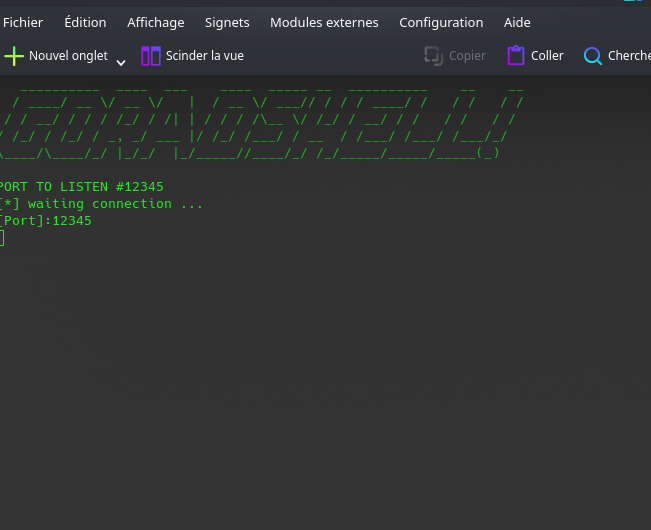 Fichier Édition Affichage Signets Modules externes Configuration Aide
Nouvel onglet Scinder la vue Copier Coller Cherche
PORT TO LISTEN #12345
[*] waiting connection ...
[Port]:12345